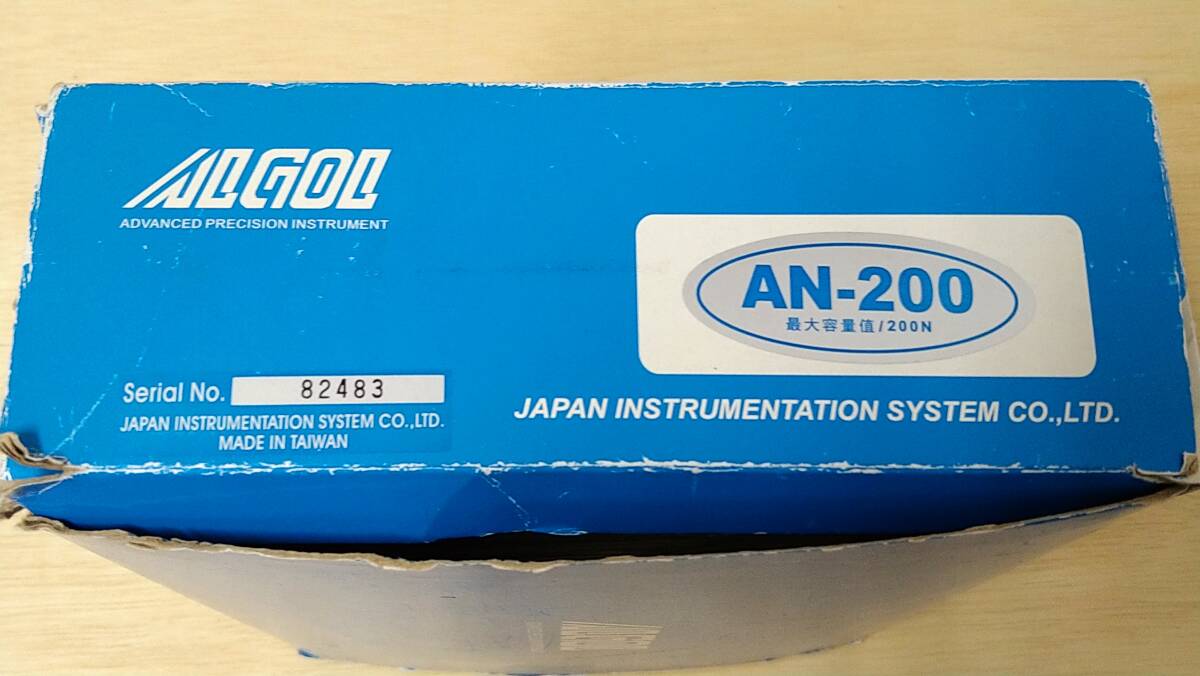 ALGOL
ADVANCED PRECISION INSTRUMENT
AN-200
最大容量値/200N
Serial No. 82483
JAPAN INSTRUMENTATION SYSTEM CO.,LTD.
MADE IN TAIWAN
JAPAN INSTRUMENTATION SYSTEM CO.,LTD.